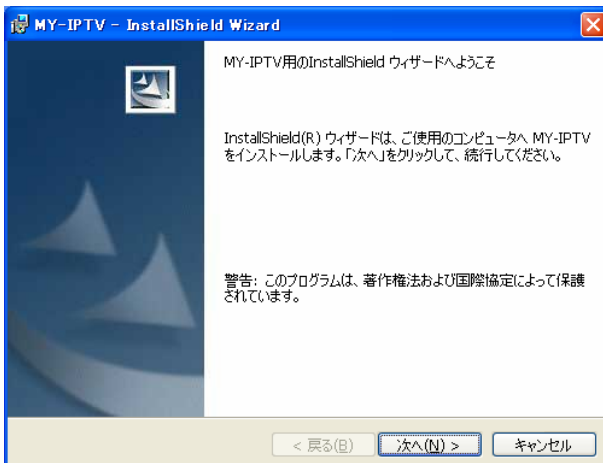 MY-IPTV - InstallShield Wizard
MY-IPTV用のInstallShield ウィザードへようこそ
InstallShield(R) ウィザードは、ご使用のコンピュータへ MY-IPTV
をインストールします。「次へ」をクリックして、続行してください。
警告: このプログラムは、著作権法および国際協定によって保護
されています。
< 戻る(B) 次へ(N) > キャンセル